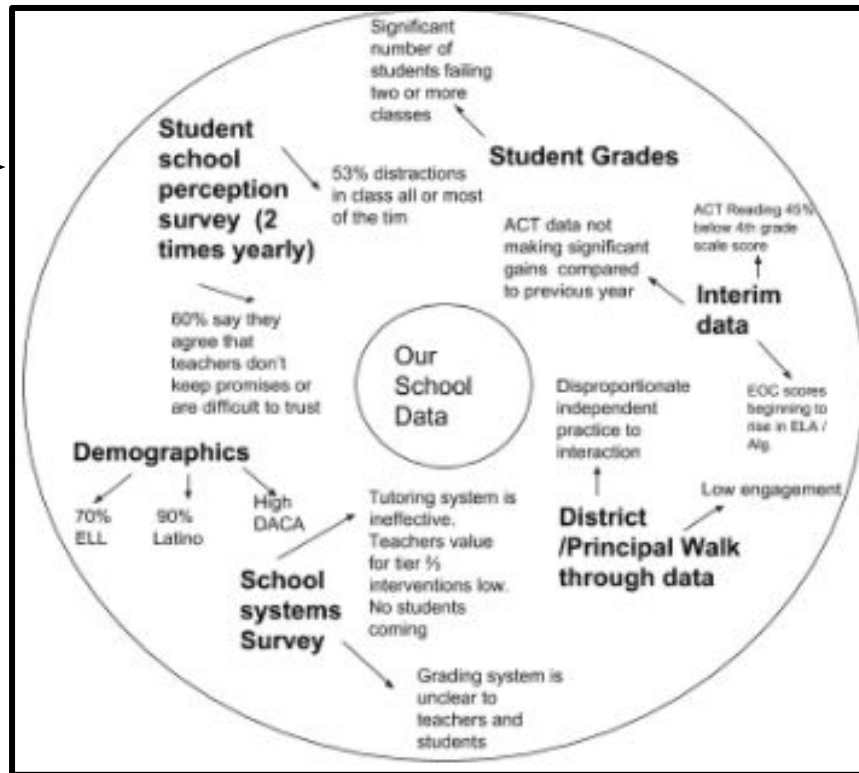 Significant
number of
students failing
two or more
classes
Student Grades
Student
school
perception
survey (2
times yearly)
53% distractions
in class all or most
of the tim
60% say they
agree that
teachers don't
keep promises or
are difficult to trust
ACT data not
making significant
gains compared
to previous year
ACT Reading 45%
below 4th grade
scale score
Interim
data
EOC scores
beginning to
rise in ELA /
Alg.
Our
School
Data
Disproportionate
independent
practice to
interaction
Low engagement
District
/Principal Walk
through data
Demographics
70%
ELL
90%
Latino
High
DACA
School
systems
Survey
Tutoring system is
ineffective.
Teachers value
for tier ⅔
interventions low.
No students
coming
Grading system is
unclear to
teachers and
students